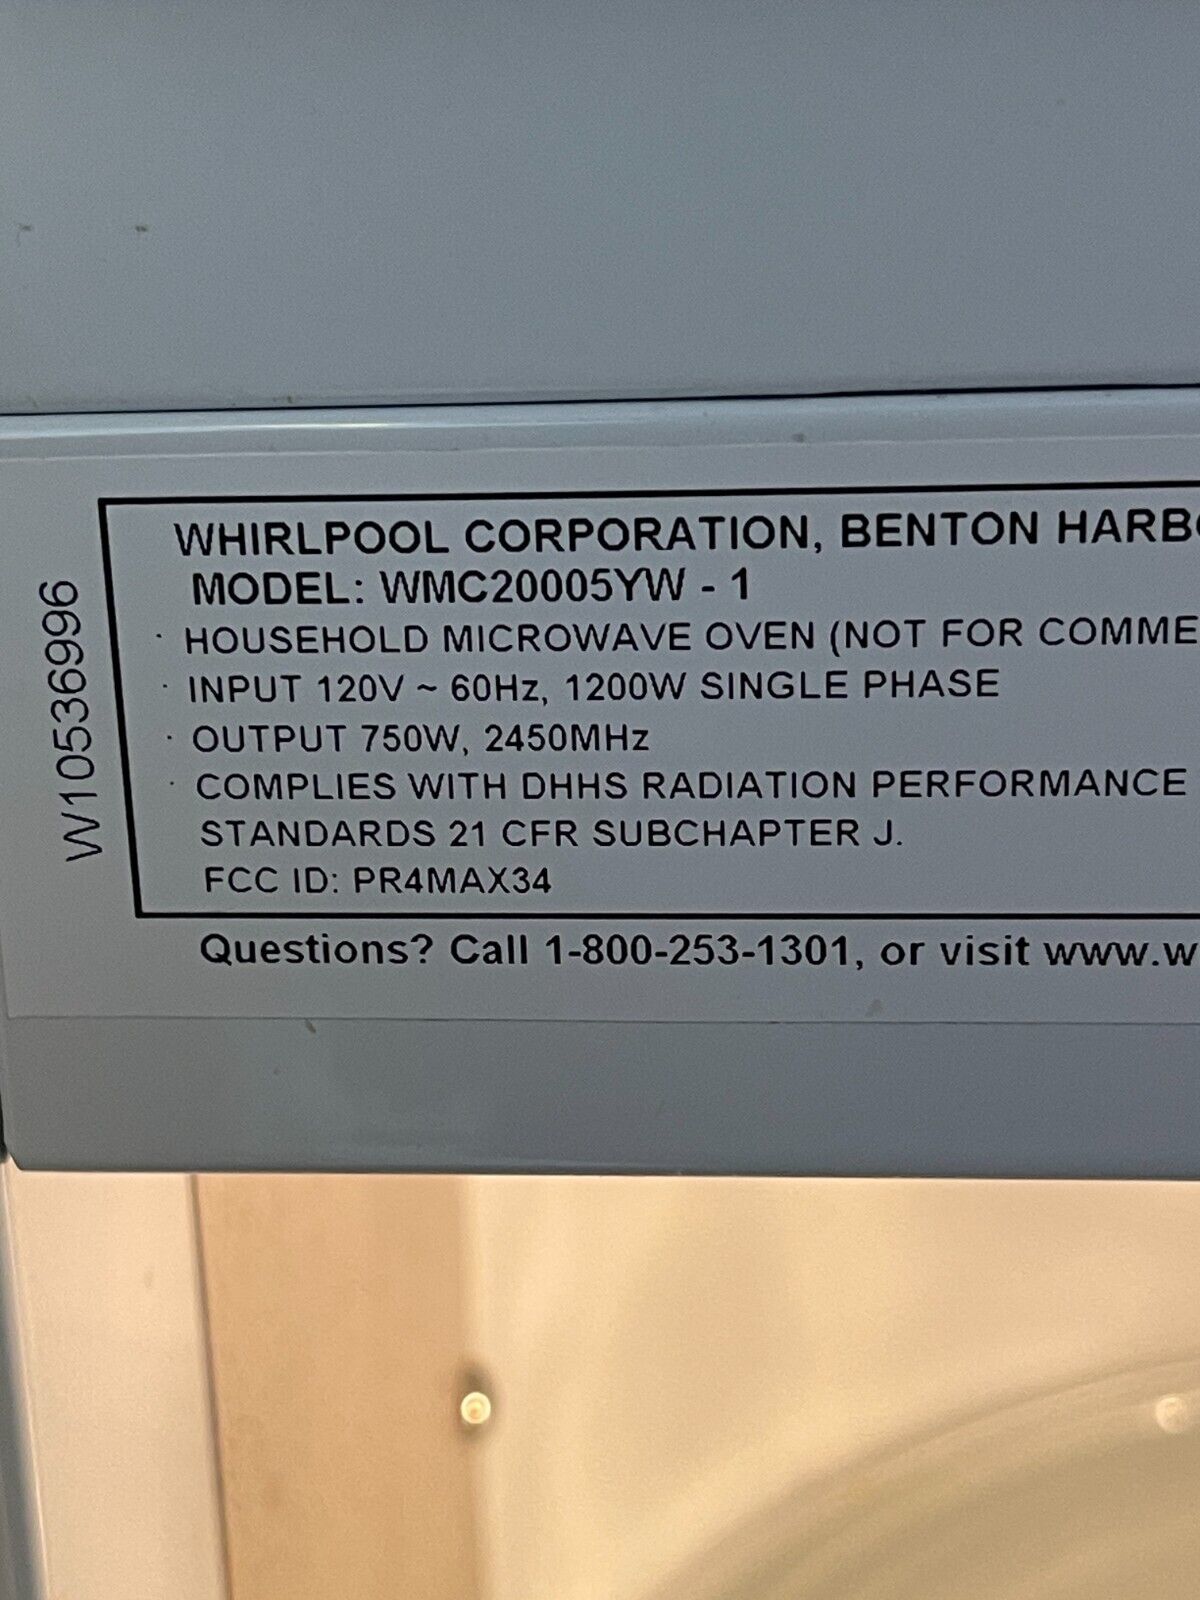 WHIRLPOOL CORPORATION, BENTON HARBO
MODEL: WMC20005YW - 1
· HOUSEHOLD MICROWAVE OVEN (NOT FOR COMME
· INPUT 120V ~ 60Hz, 1200W SINGLE PHASE
· OUTPUT 750W, 2450MHz
· COMPLIES WITH DHHS RADIATION PERFORMANCE
STANDARDS 21 CFR SUBCHAPTER J.
FCC ID: PR4MAX34
Questions? Call 1-800-253-1301, or visit www.w
W10536996